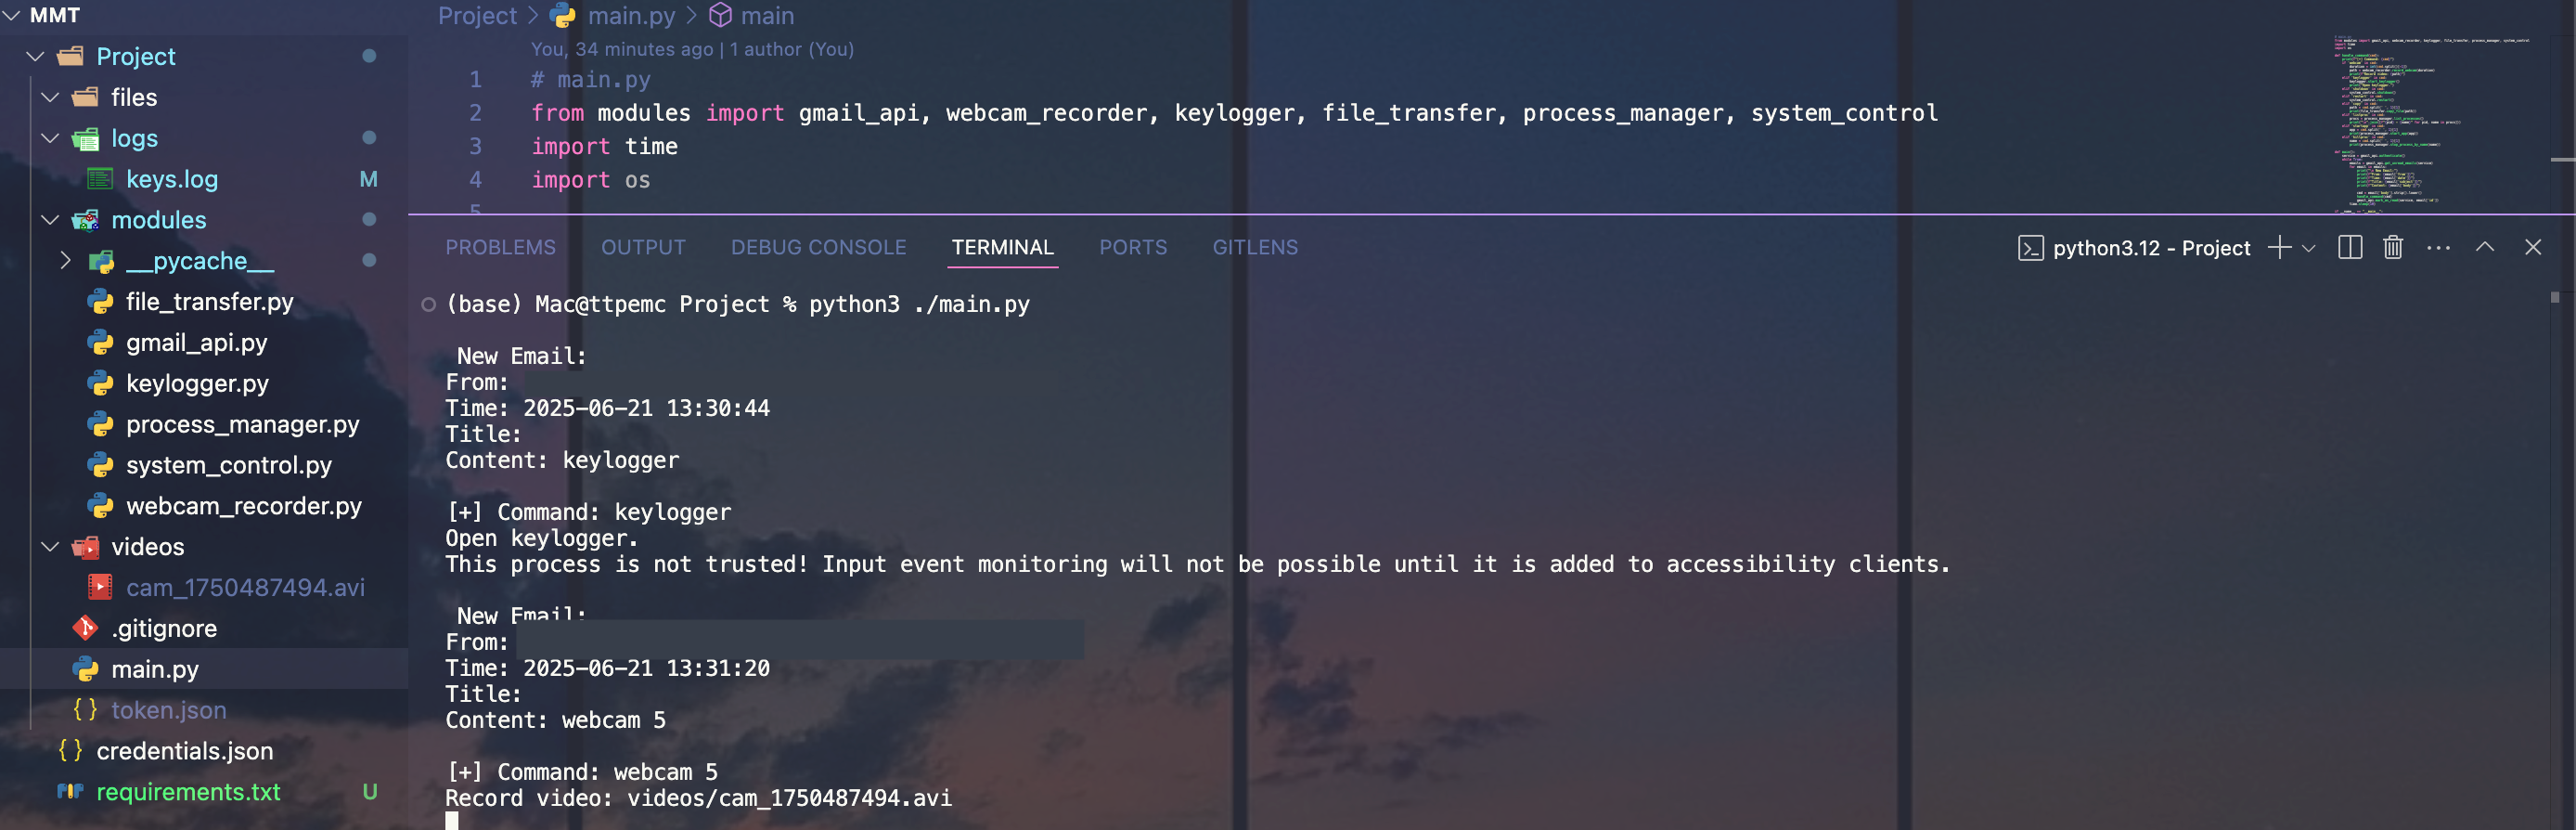 MMT
Project
files
logs
keys.log M
modules
__pycache__
file_transfer.py
gmail_api.py
keylogger.py
process_manager.py
system_control.py
webcam_recorder.py
videos
cam_1750487494.avi
.gitignore
main.py
token.json
credentials.json
requirements.txt U
Project > main.py > main
You, 34 minutes ago | 1 author (You)
1 # main.py
2 from modules import gmail_api, webcam_recorder, keylogger, file_transfer, process_manager, system_control
3 import time
4 import os
5
PROBLEMS OUTPUT DEBUG CONSOLE TERMINAL PORTS GITLENS
python3.12 - Project
(base) Mac@ttpemc Project % python3 ./main.py
New Email:
From:
Time: 2025-06-21 13:30:44
Title:
Content: keylogger
[+] Command: keylogger
Open keylogger.
This process is not trusted! Input event monitoring will not be possible until it is added to accessibility clients.
New Email:
From:
Time: 2025-06-21 13:31:20
Title:
Content: webcam 5
[+] Command: webcam 5
Record video: videos/cam_1750487494.avi